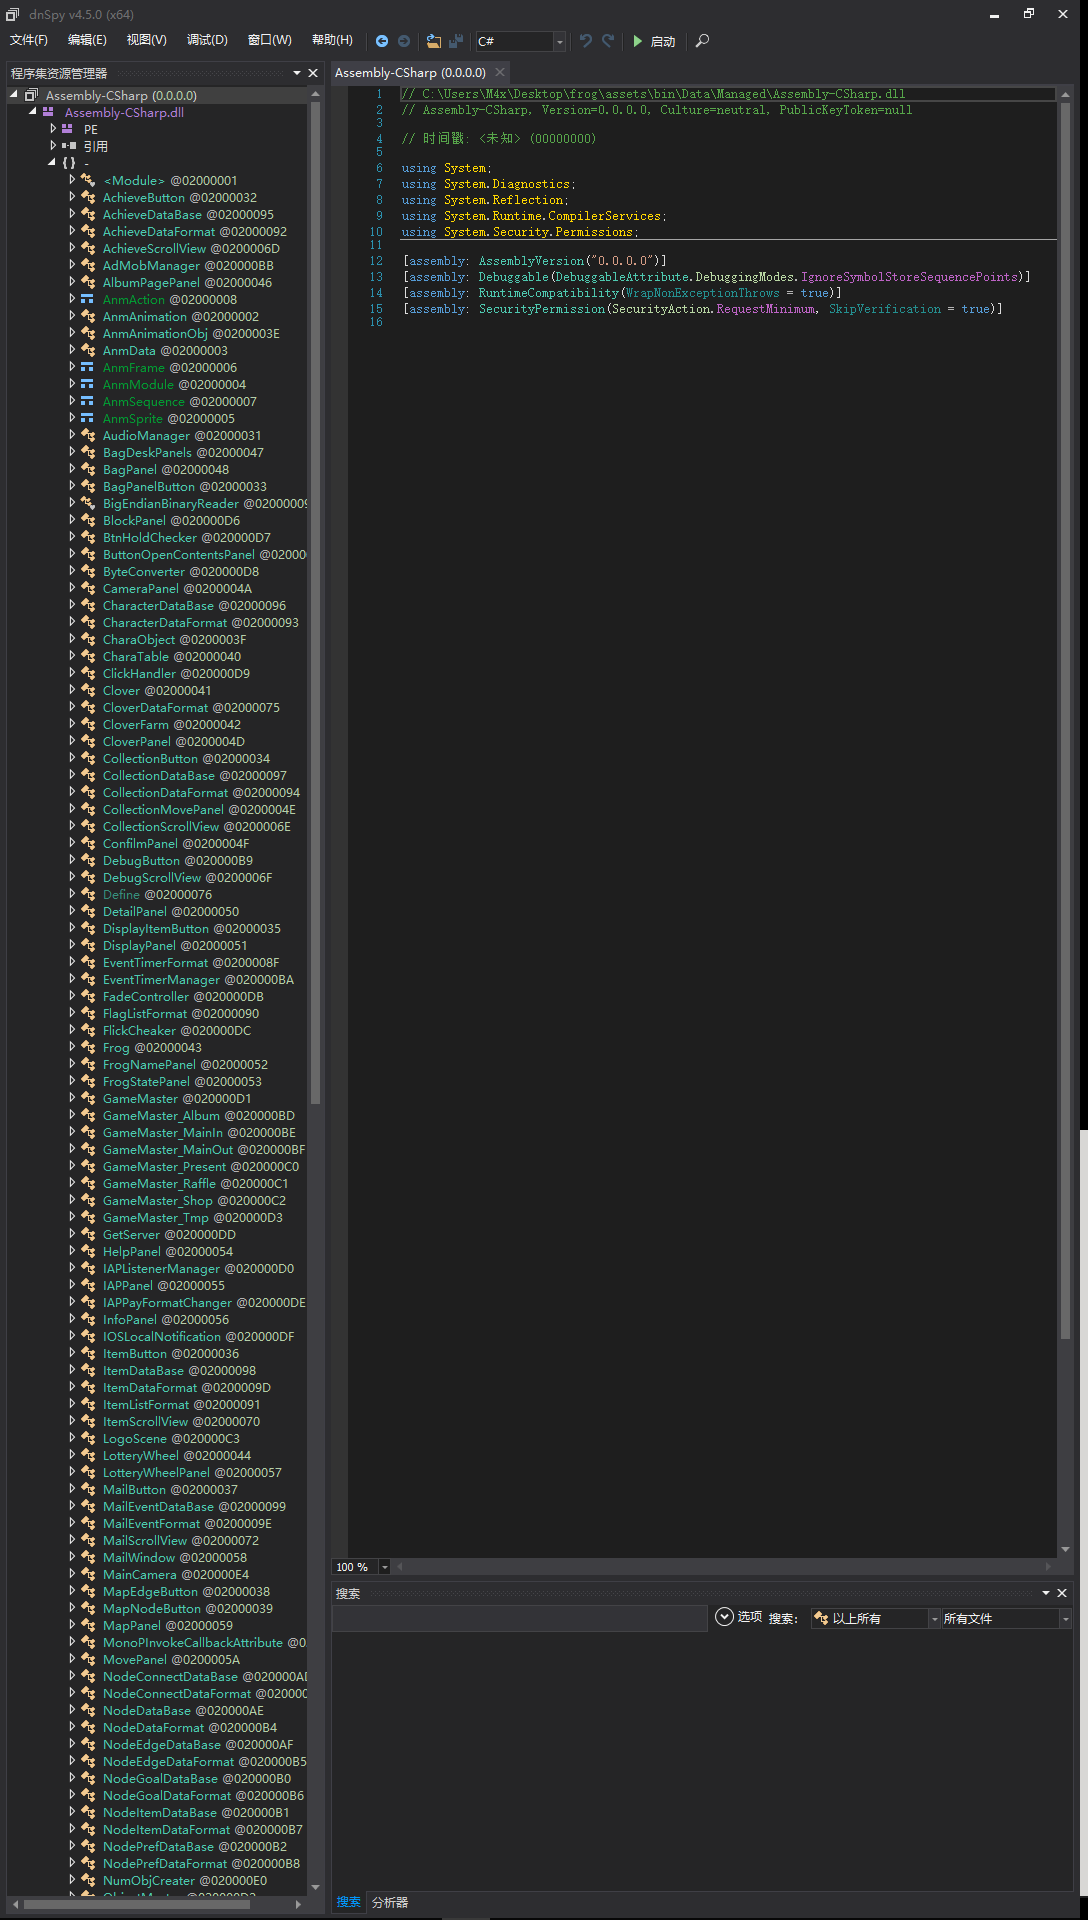 dnSpy v4.5.0 (x64)
文件(F) 编辑(E) 视图(V) 调试(D) 窗口(W) 帮助(H) C# 启动
程序集资源管理器
Assembly-CSharp (0.0.0.0)
Assembly-CSharp.dll
PE
引用
{ } -
<Module> @02000001
AchieveButton @02000032
AchieveDataBase @02000095
AchieveDataFormat @02000092
AchieveScrollView @0200006D
AdMobManager @020000BB
AlbumPagePanel @02000046
AnmAction @02000008
AnmAnimation @02000002
AnmAnimationObj @0200003E
AnmData @02000003
AnmFrame @02000006
AnmModule @02000004
AnmSequence @02000007
AnmSprite @02000005
AudioManager @02000031
BagDeskPanels @02000047
BagPanel @02000048
BagPanelButton @02000033
BigEndianBinaryReader @02000009
BlockPanel @020000D6
BtnHoldChecker @020000D7
ButtonOpenContentsPanel @02000
ByteConverter @020000D8
CameraPanel @0200004A
CharacterDataBase @02000096
CharacterDataFormat @02000093
CharaObject @0200003F
CharaTable @02000040
ClickHandler @020000D9
Clover @02000041
CloverDataFormat @02000075
CloverFarm @02000042
CloverPanel @0200004D
CollectionButton @02000034
CollectionDataBase @02000097
CollectionDataFormat @02000094
CollectionMovePanel @0200004E
CollectionScrollView @0200006E
ConfilmPanel @0200004F
DebugButton @020000B9
DebugScrollView @0200006F
Define @02000076
DetailPanel @02000050
DisplayItemButton @02000035
DisplayPanel @02000051
EventTimerFormat @0200008F
EventTimerManager @020000BA
FadeController @020000DB
FlagListFormat @02000090
FlickCheaker @020000DC
Frog @02000043
FrogNamePanel @02000052
FrogStatePanel @02000053
GameMaster @020000D1
GameMaster_Album @020000BD
GameMaster_MainIn @020000BE
GameMaster_MainOut @020000BF
GameMaster_Present @020000C0
GameMaster_Raffle @020000C1
GameMaster_Shop @020000C2
GameMaster_Tmp @020000D3
GetServer @020000DD
HelpPanel @02000054
IAPListenerManager @020000D0
IAPPanel @02000055
IAPPayFormatChanger @020000DE
InfoPanel @02000056
IOSLocalNotification @020000DF
ItemButton @02000036
ItemDataBase @02000098
ItemDataFormat @0200009D
ItemListFormat @02000091
ItemScrollView @02000070
LogoScene @020000C3
LotteryWheel @02000044
LotteryWheelPanel @02000057
MailButton @02000037
MailEventDataBase @02000099
MailEventFormat @0200009E
MailScrollView @02000072
MailWindow @02000058
MainCamera @020000E4
MapEdgeButton @02000038
MapNodeButton @02000039
MapPanel @02000059
MonoPInvokeCallbackAttribute @0
MovePanel @0200005A
NodeConnectDataBase @020000A
NodeConnectDataFormat @020000
NodeDataBase @020000AE
NodeDataFormat @020000B4
NodeEdgeDataBase @020000AF
NodeEdgeDataFormat @020000B5
NodeGoalDataBase @020000B0
NodeGoalDataFormat @020000B6
NodeItemDataBase @020000B1
NodeItemDataFormat @020000B7
NodePrefDataBase @020000B2
NodePrefDataFormat @020000B8
NumObjCreater @020000E0
Assembly-CSharp (0.0.0.0)
1 // C:\Users\M4x\Desktop\frog\assets\bin\Data\Managed\Assembly-CSharp.dll
2 // Assembly-CSharp, Version=0.0.0.0, Culture=neutral, PublicKeyToken=null
3
4 // 时间戳: <未知> (00000000)
5
6 using System;
7 using System.Diagnostics;
8 using System.Reflection;
9 using System.Runtime.CompilerServices;
10 using System.Security.Permissions;
11
12 [assembly: AssemblyVersion("0.0.0.0")]
13 [assembly: Debuggable(DebuggableAttribute.DebuggingModes.IgnoreSymbolStoreSequencePoints)]
14 [assembly: RuntimeCompatibility(WrapNonExceptionThrows = true)]
15 [assembly: SecurityPermission(SecurityAction.RequestMinimum, SkipVerification = true)]
16
100 %
搜索
选项 搜索: 以上所有 所有文件
搜索 分析器